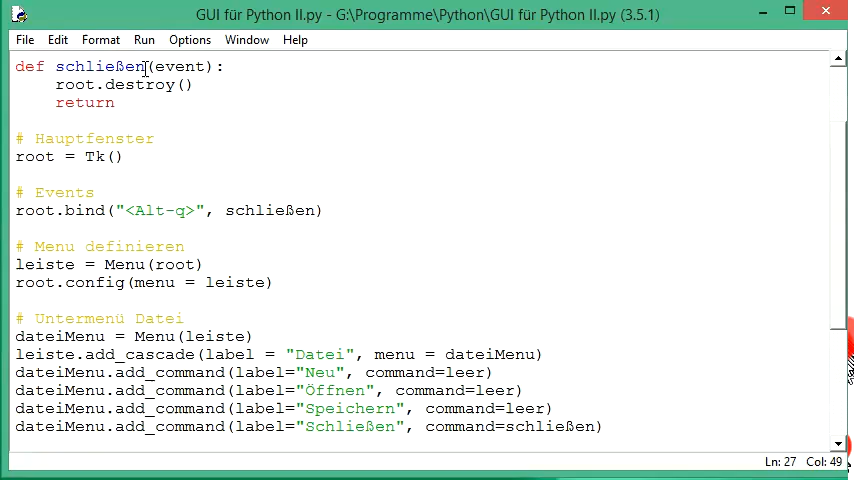 GUI für Python II.py - G:\Programme\Python\GUI für Python II.py (3.5.1)
File Edit Format Run Options Window Help
def schließen(event):
    root.destroy()
    return
# Hauptfenster
root = Tk()
# Events
root.bind("<Alt-q>", schließen)
# Menu definieren
leiste = Menu(root)
root.config(menu = leiste)
# Untermenü Datei
dateiMenu = Menu(leiste)
leiste.add_cascade(label = "Datei", menu = dateiMenu)
dateiMenu.add_command(label="Neu", command=leer)
dateiMenu.add_command(label="Öffnen", command=leer)
dateiMenu.add_command(label="Speichern", command=leer)
dateiMenu.add_command(label="Schließen", command=schließen)
Ln: 27 Col: 49